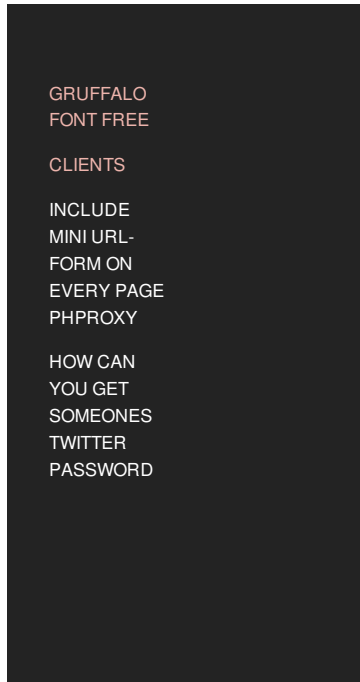 GRUFFALO
FONT FREE
CLIENTS
INCLUDE
MINI URL-
FORM ON
EVERY PAGE
PHPROXY
HOW CAN
YOU GET
SOMEONES
TWITTER
PASSWORD